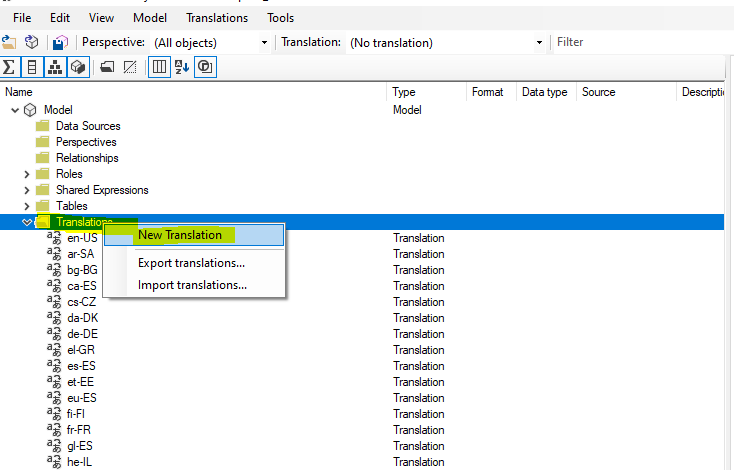 File Edit View Model Translations Tools
Perspective: (All objects) Translation: (No translation) Filter
Name Type Format Data type Source Descripti
Model Model
Data Sources
Perspectives
Relationships
Roles
Shared Expressions
Tables
Translations
New Translation
en-US Translation
ar-SA Translation
Export translations...
bg-BG Translation
Import translations...
ca-ES Translation
cs-CZ Translation
da-DK Translation
de-DE Translation
el-GR Translation
es-ES Translation
et-EE Translation
eu-ES Translation
fi-FI Translation
fr-FR Translation
gl-ES Translation
he-IL Translation